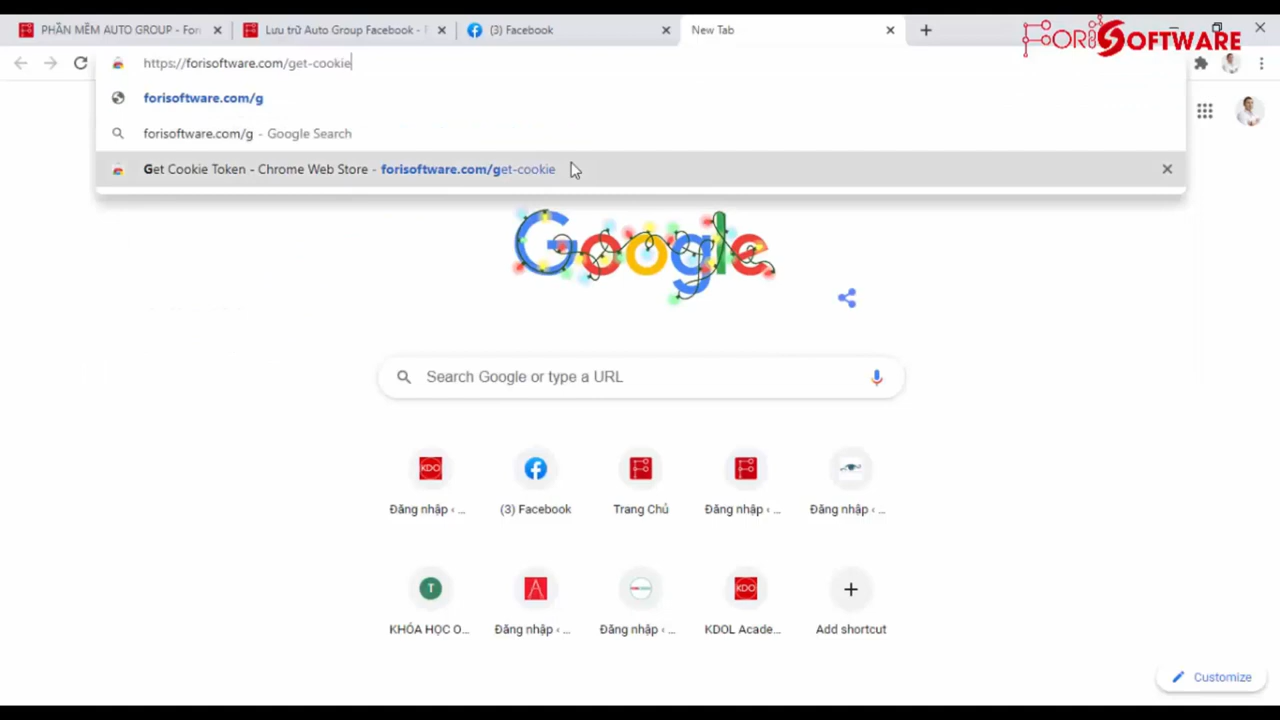 PHẦN MỀM AUTO GROUP - For
Lưu trữ Auto Group Facebook - F
(3) Facebook
New Tab
FORISOFTWARE
https://forisoftware.com/get-cookie
forisoftware.com/g
forisoftware.com/g - Google Search
Get Cookie Token - Chrome Web Store - forisoftware.com/get-cookie
Google
Search Google or type a URL
KDO
Đăng nhập ‹ ...
(3) Facebook
Trang Chủ
Đăng nhập ‹ ...
Đăng nhập ‹ ...
T
KDO
KHÓA HỌC O...
Đăng nhập ‹ ...
Đăng nhập ‹ ...
KDOL Acade...
Add shortcut
Customize